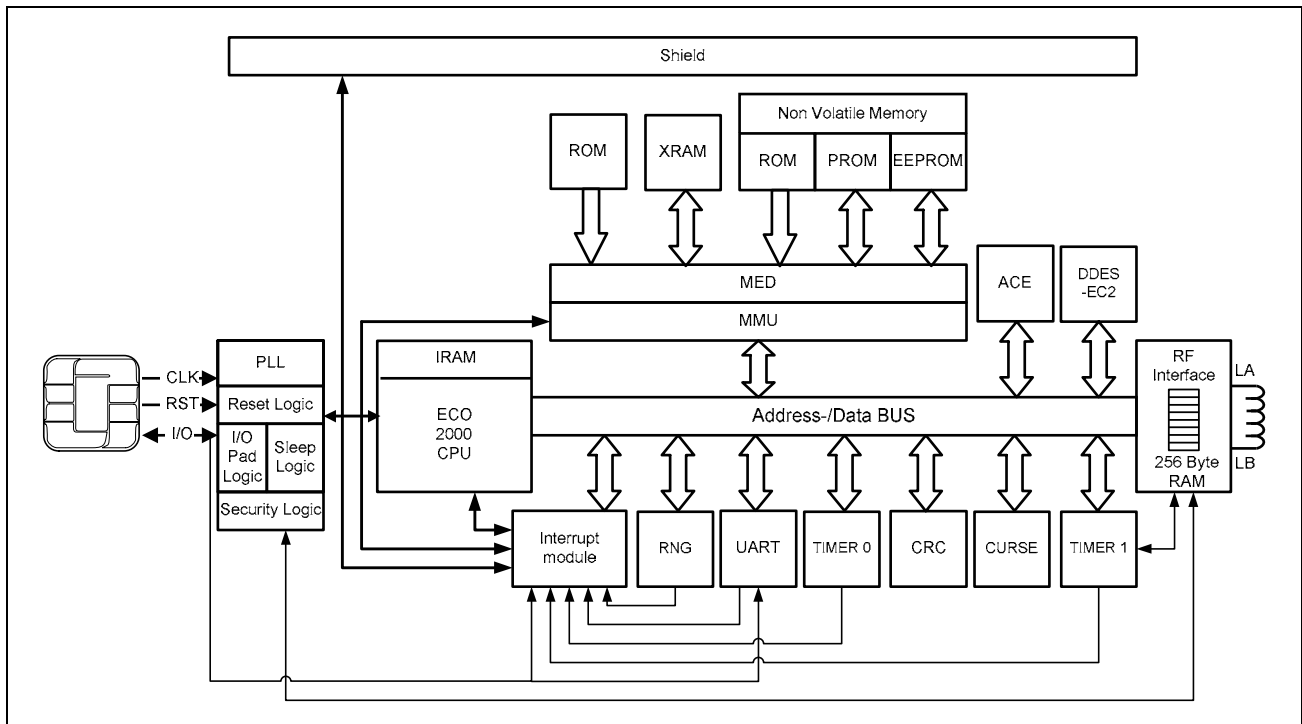 Shield
Non Volatile Memory
ROM
XRAM
ROM
PROM
EEPROM
MED
MMU
ACE
DDES
-EC2
CLK
RST
I/O
PLL
Reset Logic
I/O
Pad
Logic
Sleep
Logic
Security Logic
IRAM
ECO
2000
CPU
Address-/Data BUS
RF
Interface
256 Byte
RAM
LA
LB
Interrupt
module
RNG
UART
TIMER 0
CRC
CURSE
TIMER 1